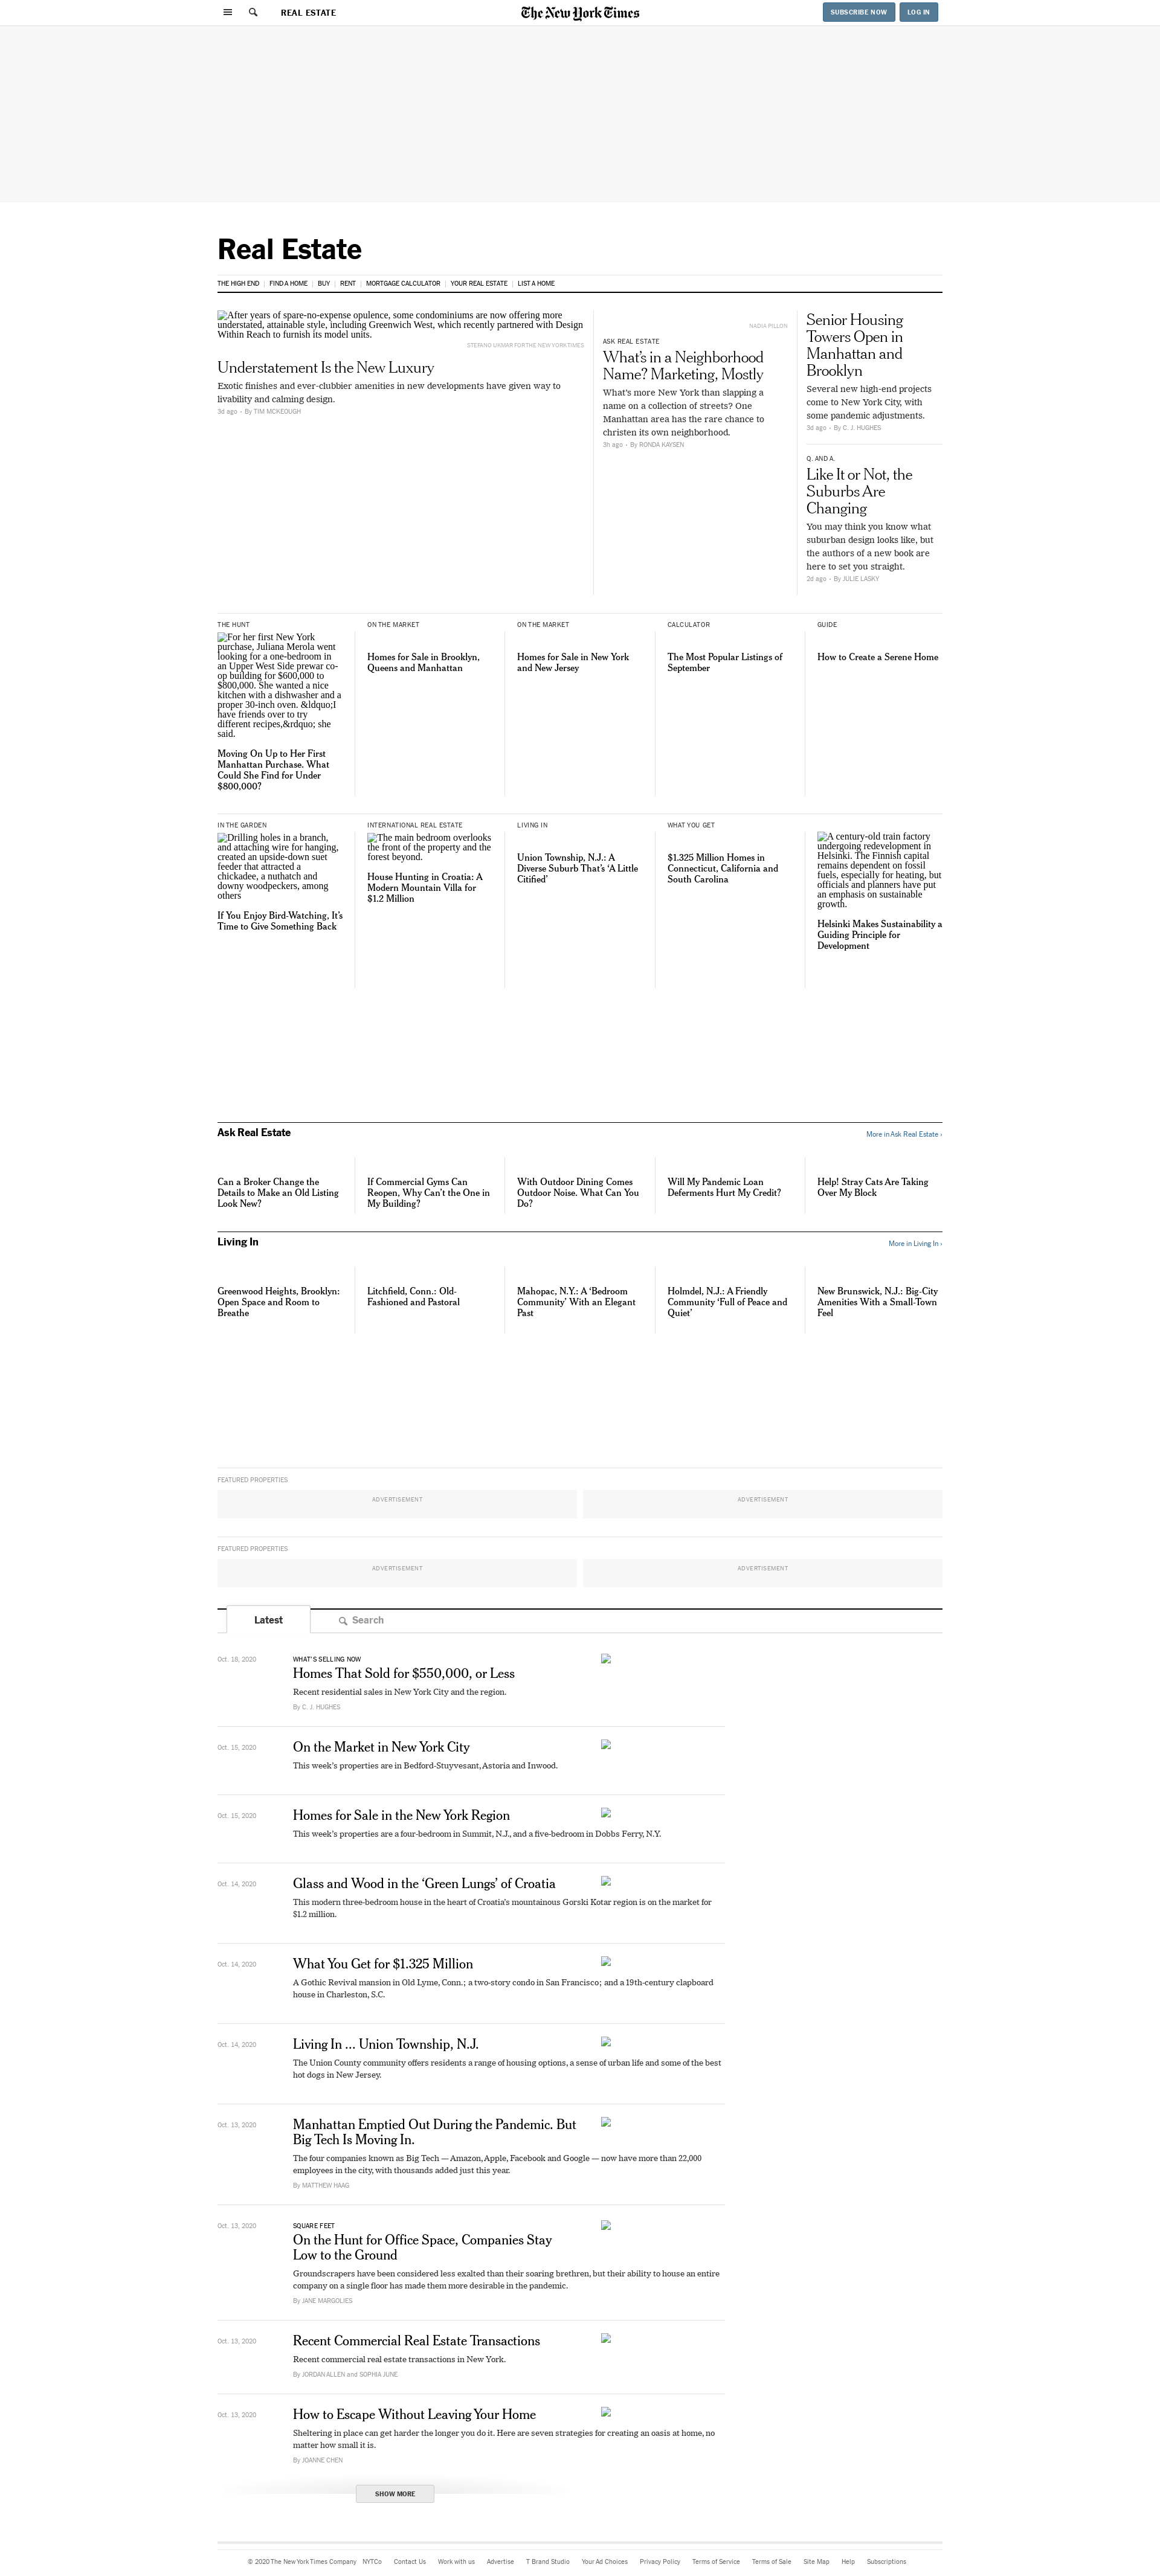 REAL ESTATE
The New York Times
SUBSCRIBE NOW
LOG IN
Real Estate
THE HIGH END
FIND A HOME
BUY
RENT
MORTGAGE CALCULATOR
YOUR REAL ESTATE
LIST A HOME
After years of spare-no-expense opulence, some condominiums are now offering more
understated, attainable style, including Greenwich West, which recently partnered with Design
Within Reach to furnish its model units.
STEFANO UKMAR FOR THE NEW YORK TIMES
Understatement Is the New Luxury
Exotic finishes and ever-clubbier amenities in new developments have given way to
livability and calming design.
3d ago • By TIM MCKEOUGH
NADIA PILLON
ASK REAL ESTATE
What’s in a Neighborhood
Name? Marketing, Mostly
What’s more New York than slapping a
name on a collection of streets? One
Manhattan area has the rare chance to
christen its own neighborhood.
3h ago • By RONDA KAYSEN
Senior Housing
Towers Open in
Manhattan and
Brooklyn
Several new high-end projects
come to New York City, with
some pandemic adjustments.
3d ago • By C. J. HUGHES
Q. AND A.
Like It or Not, the
Suburbs Are
Changing
You may think you know what
suburban design looks like, but
the authors of a new book are
here to set you straight.
2d ago • By JULIE LASKY
THE HUNT
For her first New York
purchase, Juliana Merola went
looking for a one-bedroom in
an Upper West Side prewar co-
op building for $600,000 to
$800,000. She wanted a nice
kitchen with a dishwasher and a
proper 30-inch oven. &ldquo;I
have friends over to try
different recipes,&rdquo; she
said.
Moving On Up to Her First
Manhattan Purchase. What
Could She Find for Under
$800,000?
ON THE MARKET
Homes for Sale in Brooklyn,
Queens and Manhattan
ON THE MARKET
Homes for Sale in New York
and New Jersey
CALCULATOR
The Most Popular Listings of
September
GUIDE
How to Create a Serene Home
IN THE GARDEN
Drilling holes in a branch,
and attaching wire for hanging,
created an upside-down suet
feeder that attracted a
chickadee, a nuthatch and
downy woodpeckers, among
others
If You Enjoy Bird-Watching, It’s
Time to Give Something Back
INTERNATIONAL REAL ESTATE
The main bedroom overlooks
the front of the property and the
forest beyond.
House Hunting in Croatia: A
Modern Mountain Villa for
$1.2 Million
LIVING IN
Union Township, N.J.: A
Diverse Suburb That’s ‘A Little
Citified’
WHAT YOU GET
$1.325 Million Homes in
Connecticut, California and
South Carolina
A century-old train factory
undergoing redevelopment in
Helsinki. The Finnish capital
remains dependent on fossil
fuels, especially for heating, but
officials and planners have put
an emphasis on sustainable
growth.
Helsinki Makes Sustainability a
Guiding Principle for
Development
Ask Real Estate
More in Ask Real Estate ›
Can a Broker Change the
Details to Make an Old Listing
Look New?
If Commercial Gyms Can
Reopen, Why Can’t the One in
My Building?
With Outdoor Dining Comes
Outdoor Noise. What Can You
Do?
Will My Pandemic Loan
Deferments Hurt My Credit?
Help! Stray Cats Are Taking
Over My Block
Living In
More in Living In ›
Greenwood Heights, Brooklyn:
Open Space and Room to
Breathe
Litchfield, Conn.: Old-
Fashioned and Pastoral
Mahopac, N.Y.: A ‘Bedroom
Community’ With an Elegant
Past
Holmdel, N.J.: A Friendly
Community ‘Full of Peace and
Quiet’
New Brunswick, N.J.: Big-City
Amenities With a Small-Town
Feel
FEATURED PROPERTIES
ADVERTISEMENT
ADVERTISEMENT
FEATURED PROPERTIES
ADVERTISEMENT
ADVERTISEMENT
Latest
Search
Oct. 18, 2020
WHAT'S SELLING NOW
Homes That Sold for $550,000, or Less
Recent residential sales in New York City and the region.
By C. J. HUGHES
Oct. 15, 2020
On the Market in New York City
This week’s properties are in Bedford-Stuyvesant, Astoria and Inwood.
Oct. 15, 2020
Homes for Sale in the New York Region
This week’s properties are a four-bedroom in Summit, N.J., and a five-bedroom in Dobbs Ferry, N.Y.
Oct. 14, 2020
Glass and Wood in the ‘Green Lungs’ of Croatia
This modern three-bedroom house in the heart of Croatia’s mountainous Gorski Kotar region is on the market for
$1.2 million.
Oct. 14, 2020
What You Get for $1.325 Million
A Gothic Revival mansion in Old Lyme, Conn.; a two-story condo in San Francisco; and a 19th-century clapboard
house in Charleston, S.C.
Oct. 14, 2020
Living In ... Union Township, N.J.
The Union County community offers residents a range of housing options, a sense of urban life and some of the best
hot dogs in New Jersey.
Oct. 13, 2020
Manhattan Emptied Out During the Pandemic. But
Big Tech Is Moving In.
The four companies known as Big Tech — Amazon, Apple, Facebook and Google — now have more than 22,000
employees in the city, with thousands added just this year.
By MATTHEW HAAG
Oct. 13, 2020
SQUARE FEET
On the Hunt for Office Space, Companies Stay
Low to the Ground
Groundscrapers have been considered less exalted than their soaring brethren, but their ability to house an entire
company on a single floor has made them more desirable in the pandemic.
By JANE MARGOLIES
Oct. 13, 2020
Recent Commercial Real Estate Transactions
Recent commercial real estate transactions in New York.
By JORDAN ALLEN and SOPHIA JUNE
Oct. 13, 2020
How to Escape Without Leaving Your Home
Sheltering in place can get harder the longer you do it. Here are seven strategies for creating an oasis at home, no
matter how small it is.
By JOANNE CHEN
SHOW MORE
© 2020 The New York Times Company
NYTCo
Contact Us
Work with us
Advertise
T Brand Studio
Your Ad Choices
Privacy Policy
Terms of Service
Terms of Sale
Site Map
Help
Subscriptions